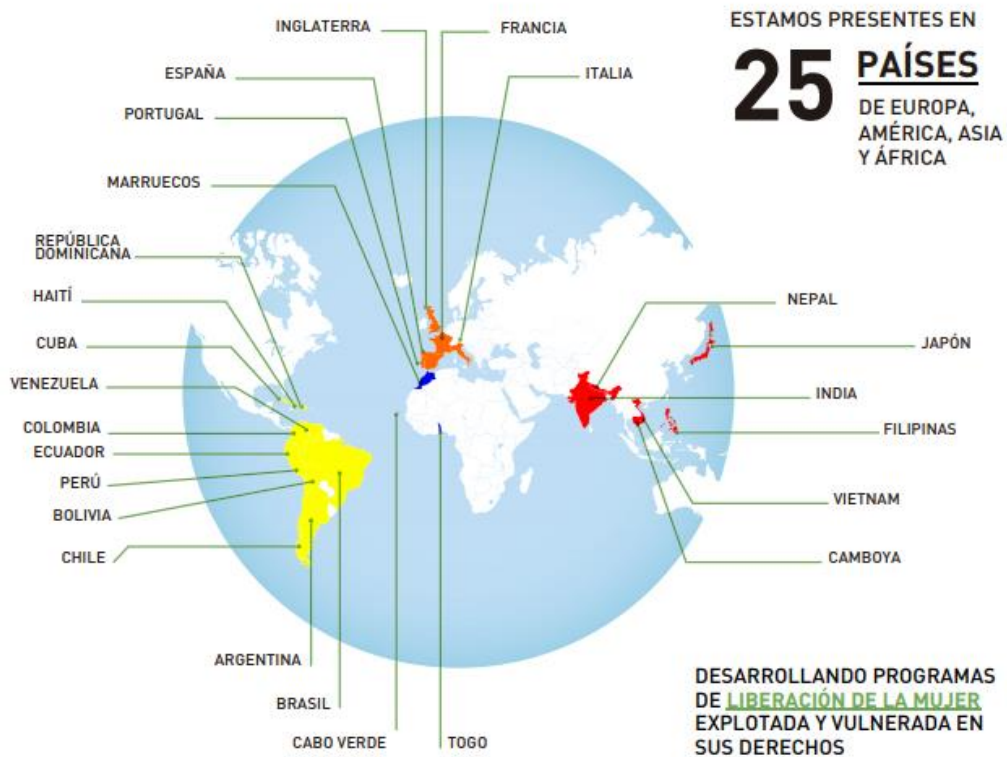 ESTAMOS PRESENTES EN
25 PAÍSES
DE EUROPA,
AMÉRICA, ASIA
Y ÁFRICA
INGLATERRA
FRANCIA
ESPAÑA
ITALIA
PORTUGAL
MARRUECOS
REPÚBLICA
DOMINICANA
HAITÍ
CUBA
VENEZUELA
COLOMBIA
ECUADOR
PERÚ
BOLIVIA
CHILE
ARGENTINA
BRASIL
CABO VERDE
TOGO
NEPAL
JAPÓN
INDIA
FILIPINAS
VIETNAM
CAMBOYA
DESARROLLANDO PROGRAMAS
DE LIBERACIÓN DE LA MUJER
EXPLOTADA Y VULNERADA EN
SUS DERECHOS